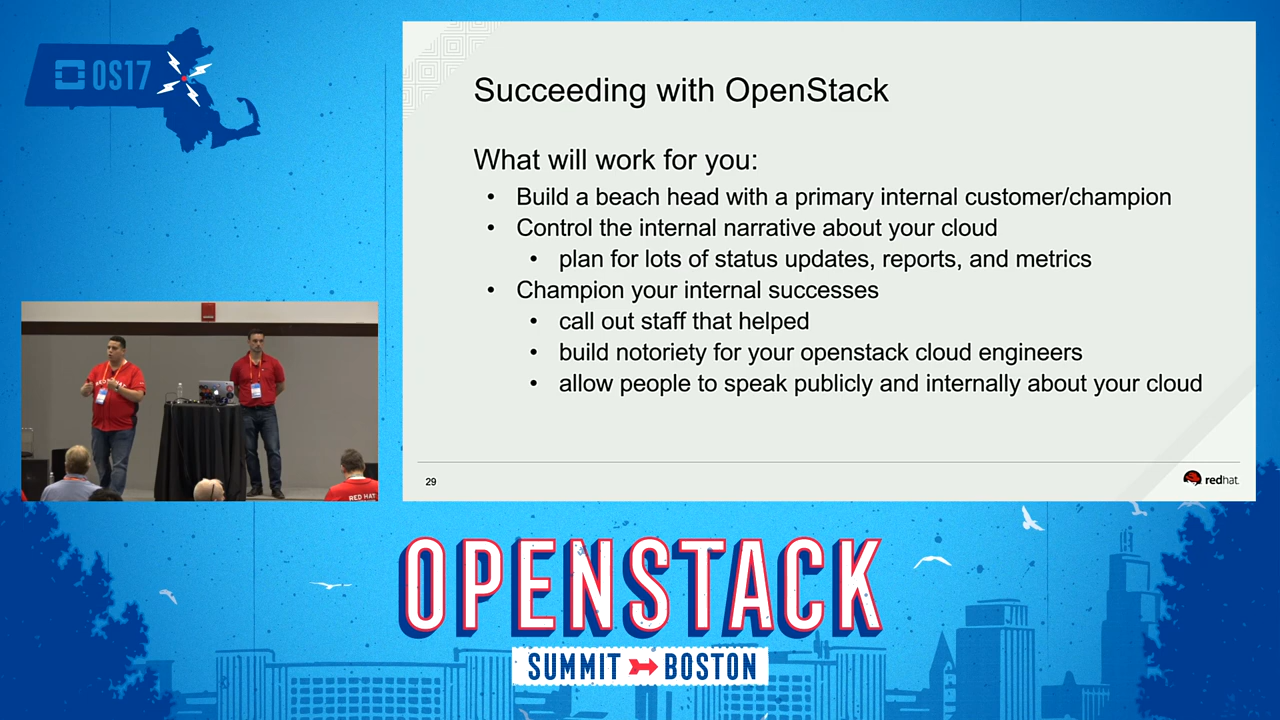 OS17
Succeeding with OpenStack
What will work for you:
• Build a beach head with a primary internal customer/champion
• Control the internal narrative about your cloud
• plan for lots of status updates, reports, and metrics
• Champion your internal successes
• call out staff that helped
• build notoriety for your openstack cloud engineers
• allow people to speak publicly and internally about your cloud
29
redhat.
RED HAT
RED HAT
OPENSTACK
SUMMIT BOSTON